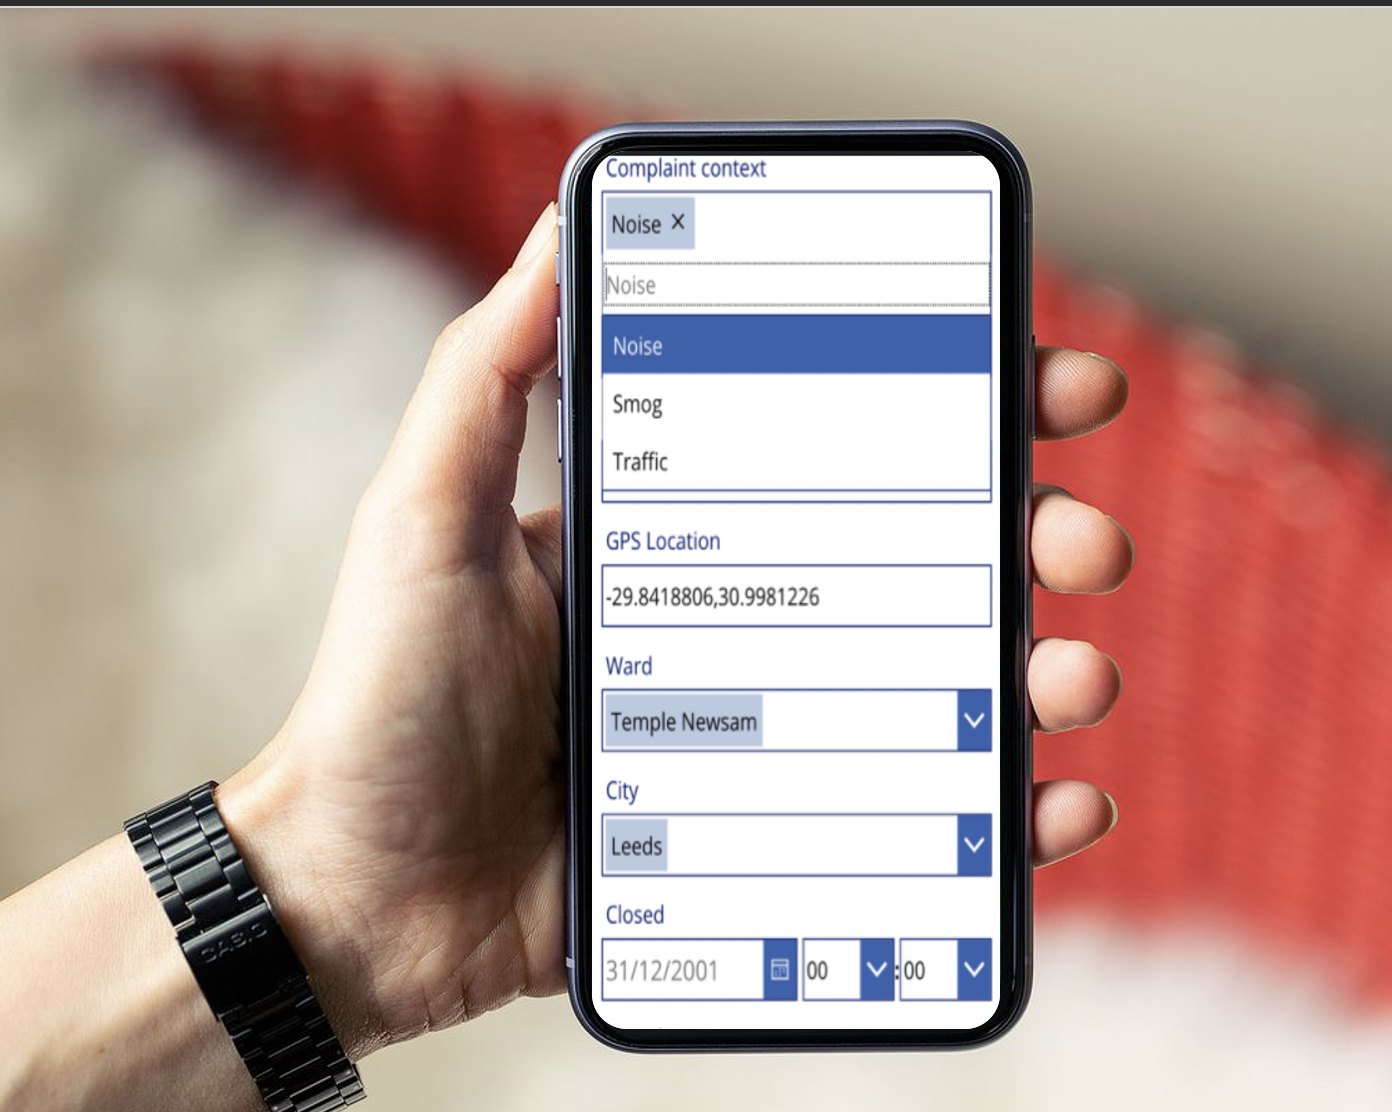 Complaint context
Noise ✕
Noise
Noise
Smog
Traffic
GPS Location
-29.8418806,30.9981226
Ward
Temple Newsam
City
Leeds
Closed
31/12/2001 00 : 00
CASIO